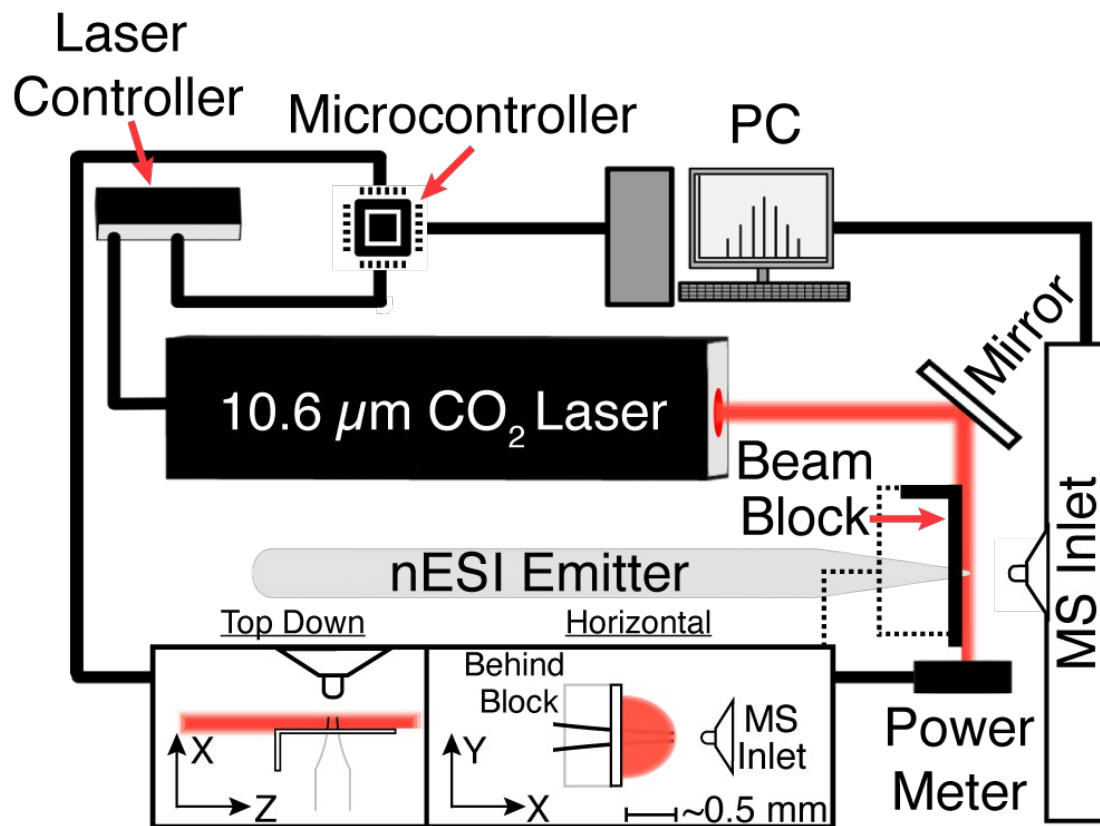 Laser
Controller
Microcontroller
PC
Mirror
10.6 µm CO₂ Laser
Beam
Block
nESI Emitter
MS Inlet
Top Down
Horizontal
Behind
Block
MS
Inlet
X
Z
Y
X
~0.5 mm
Power
Meter